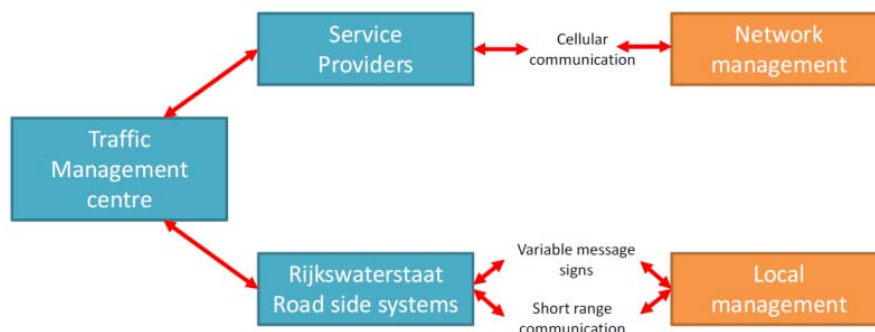 Service
Providers
Cellular
communication
Network
management
Traffic
Management
centre
Rijkswaterstaat
Road side systems
Variable message
signs
Short range
communication
Local
management